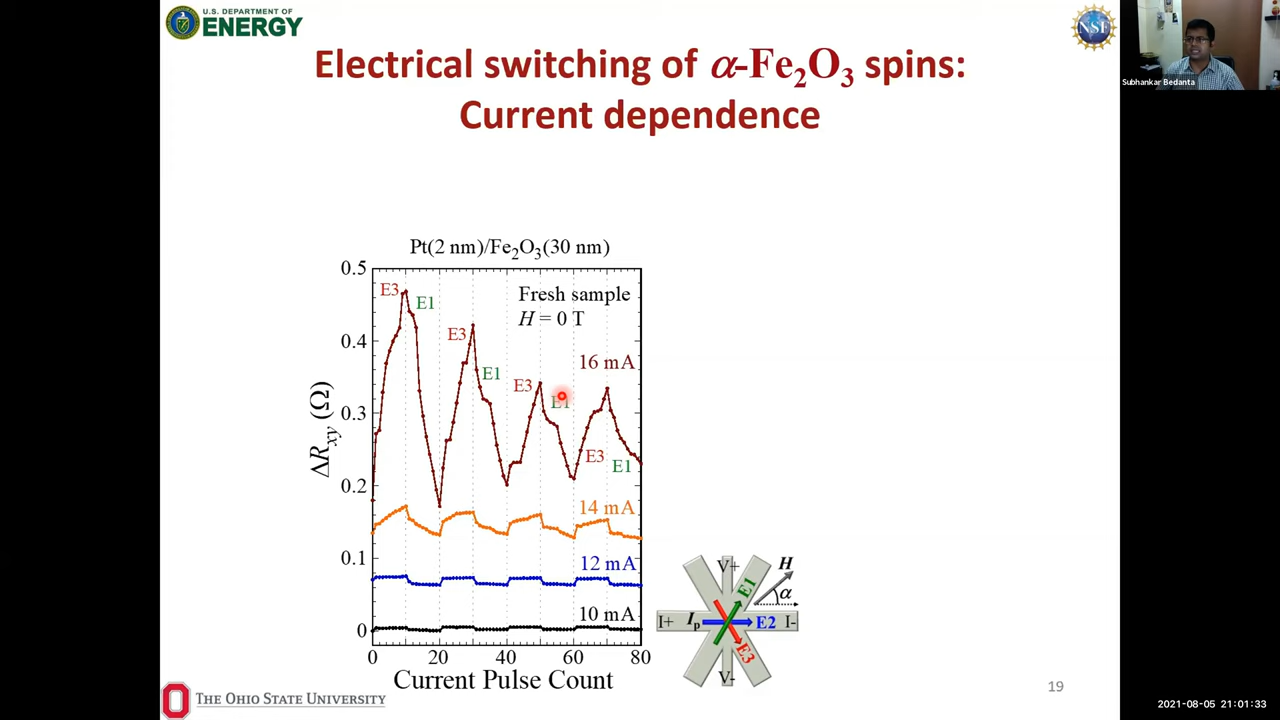 U.S. DEPARTMENT OF
ENERGY
NSF
Subhankar Bedanta
Electrical switching of α-Fe₂O₃ spins:
Current dependence
Pt(2 nm)/Fe₂O₃(30 nm)
Fresh sample
H = 0 T
0.5
0.4
0.3
0.2
0.1
0
ΔRxy (Ω)
E3
E1
E3
E1
E3
E1
E3
E1
16 mA
14 mA
12 mA
10 mA
0 20 40 60 80
Current Pulse Count
V+
H
E1
α
I+ Ip E2 I-
E3
V-
THE OHIO STATE UNIVERSITY
19
2021-08-05 21:01:33